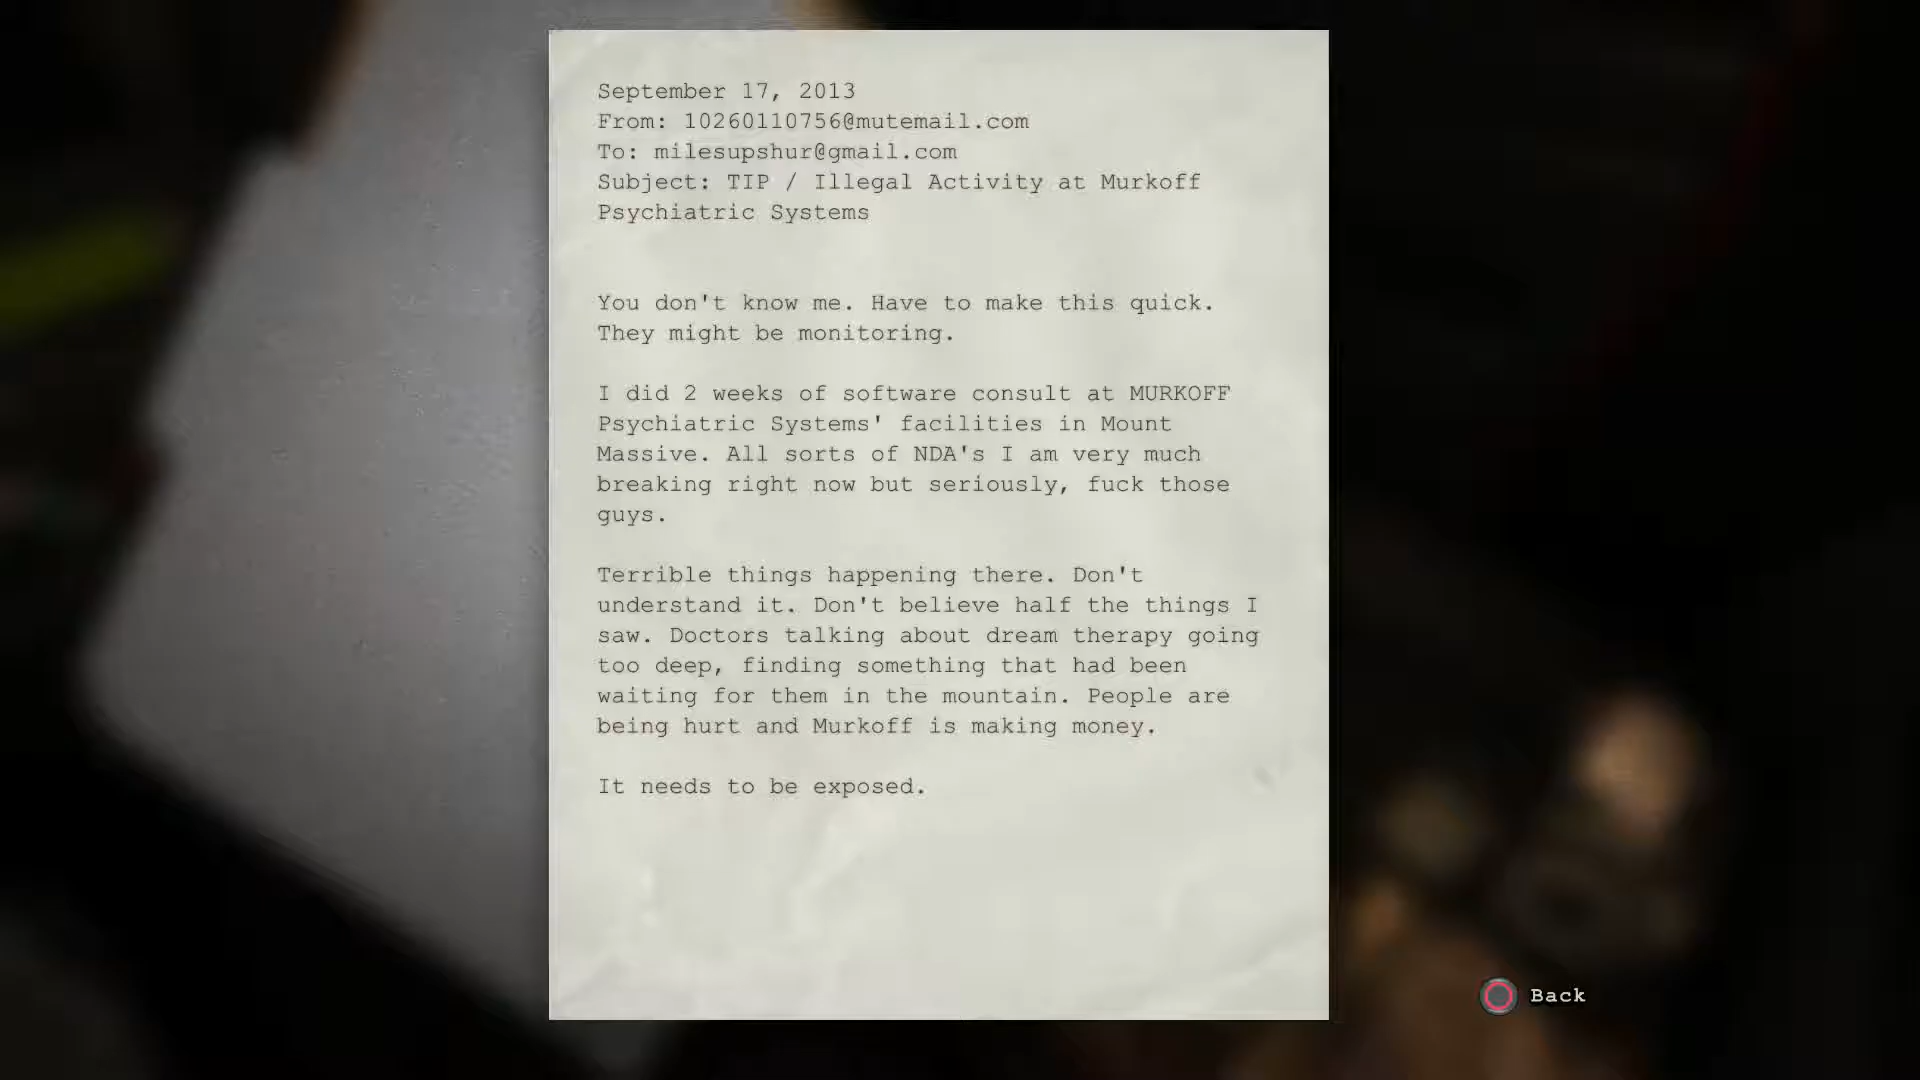 September 17, 2013
From: 10260110756@mutemail.com
To: milesupshur@gmail.com
Subject: TIP / Illegal Activity at Murkoff
Psychiatric Systems
You don't know me. Have to make this quick.
They might be monitoring.
I did 2 weeks of software consult at MURKOFF
Psychiatric Systems' facilities in Mount
Massive. All sorts of NDA's I am very much
breaking right now but seriously, fuck those
guys.
Terrible things happening there. Don't
understand it. Don't believe half the things I
saw. Doctors talking about dream therapy going
too deep, finding something that had been
waiting for them in the mountain. People are
being hurt and Murkoff is making money.
It needs to be exposed.
Back